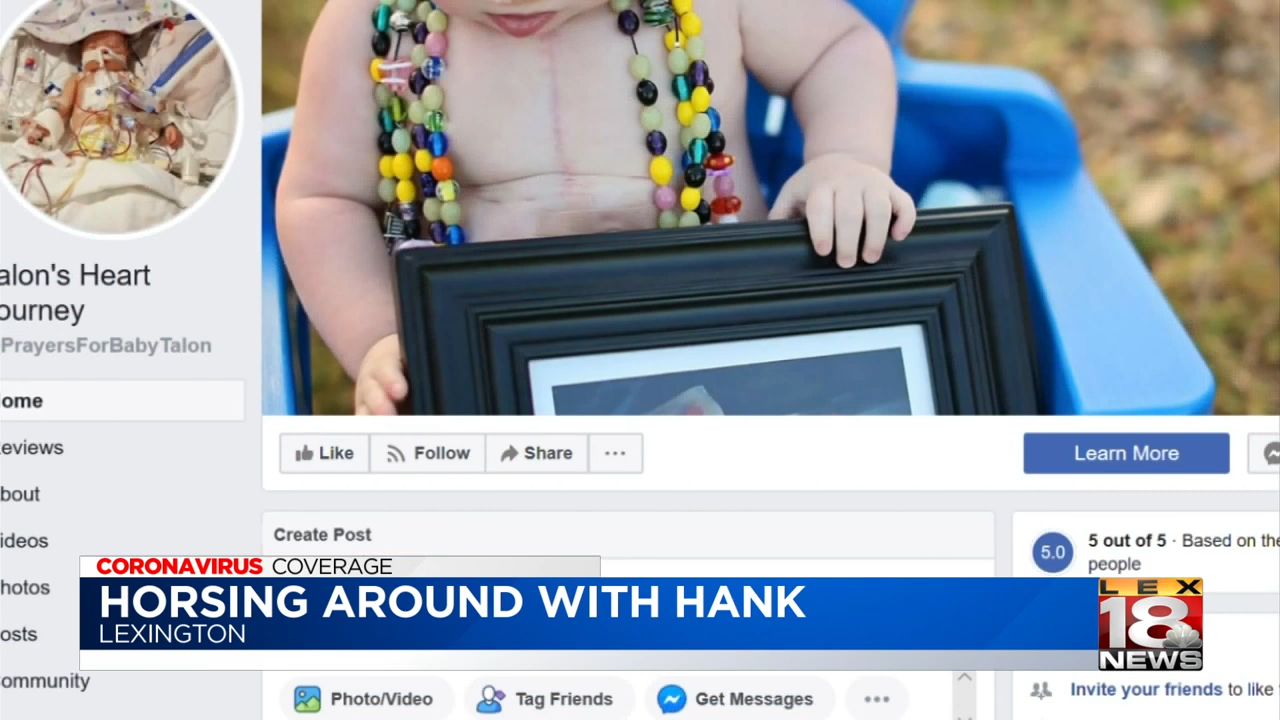 alon's Heart
ourney
PrayersForBabyTalon
ome
eviews
bout
ideos
hotos
osts
ommunity
Like
Follow
Share
Learn More
Create Post
5.0
5 out of 5 · Based on the
people
CORONAVIRUS COVERAGE
HORSING AROUND WITH HANK
LEXINGTON
LEX
18
NEWS
Photo/Video
Tag Friends
Get Messages
Invite your friends to like